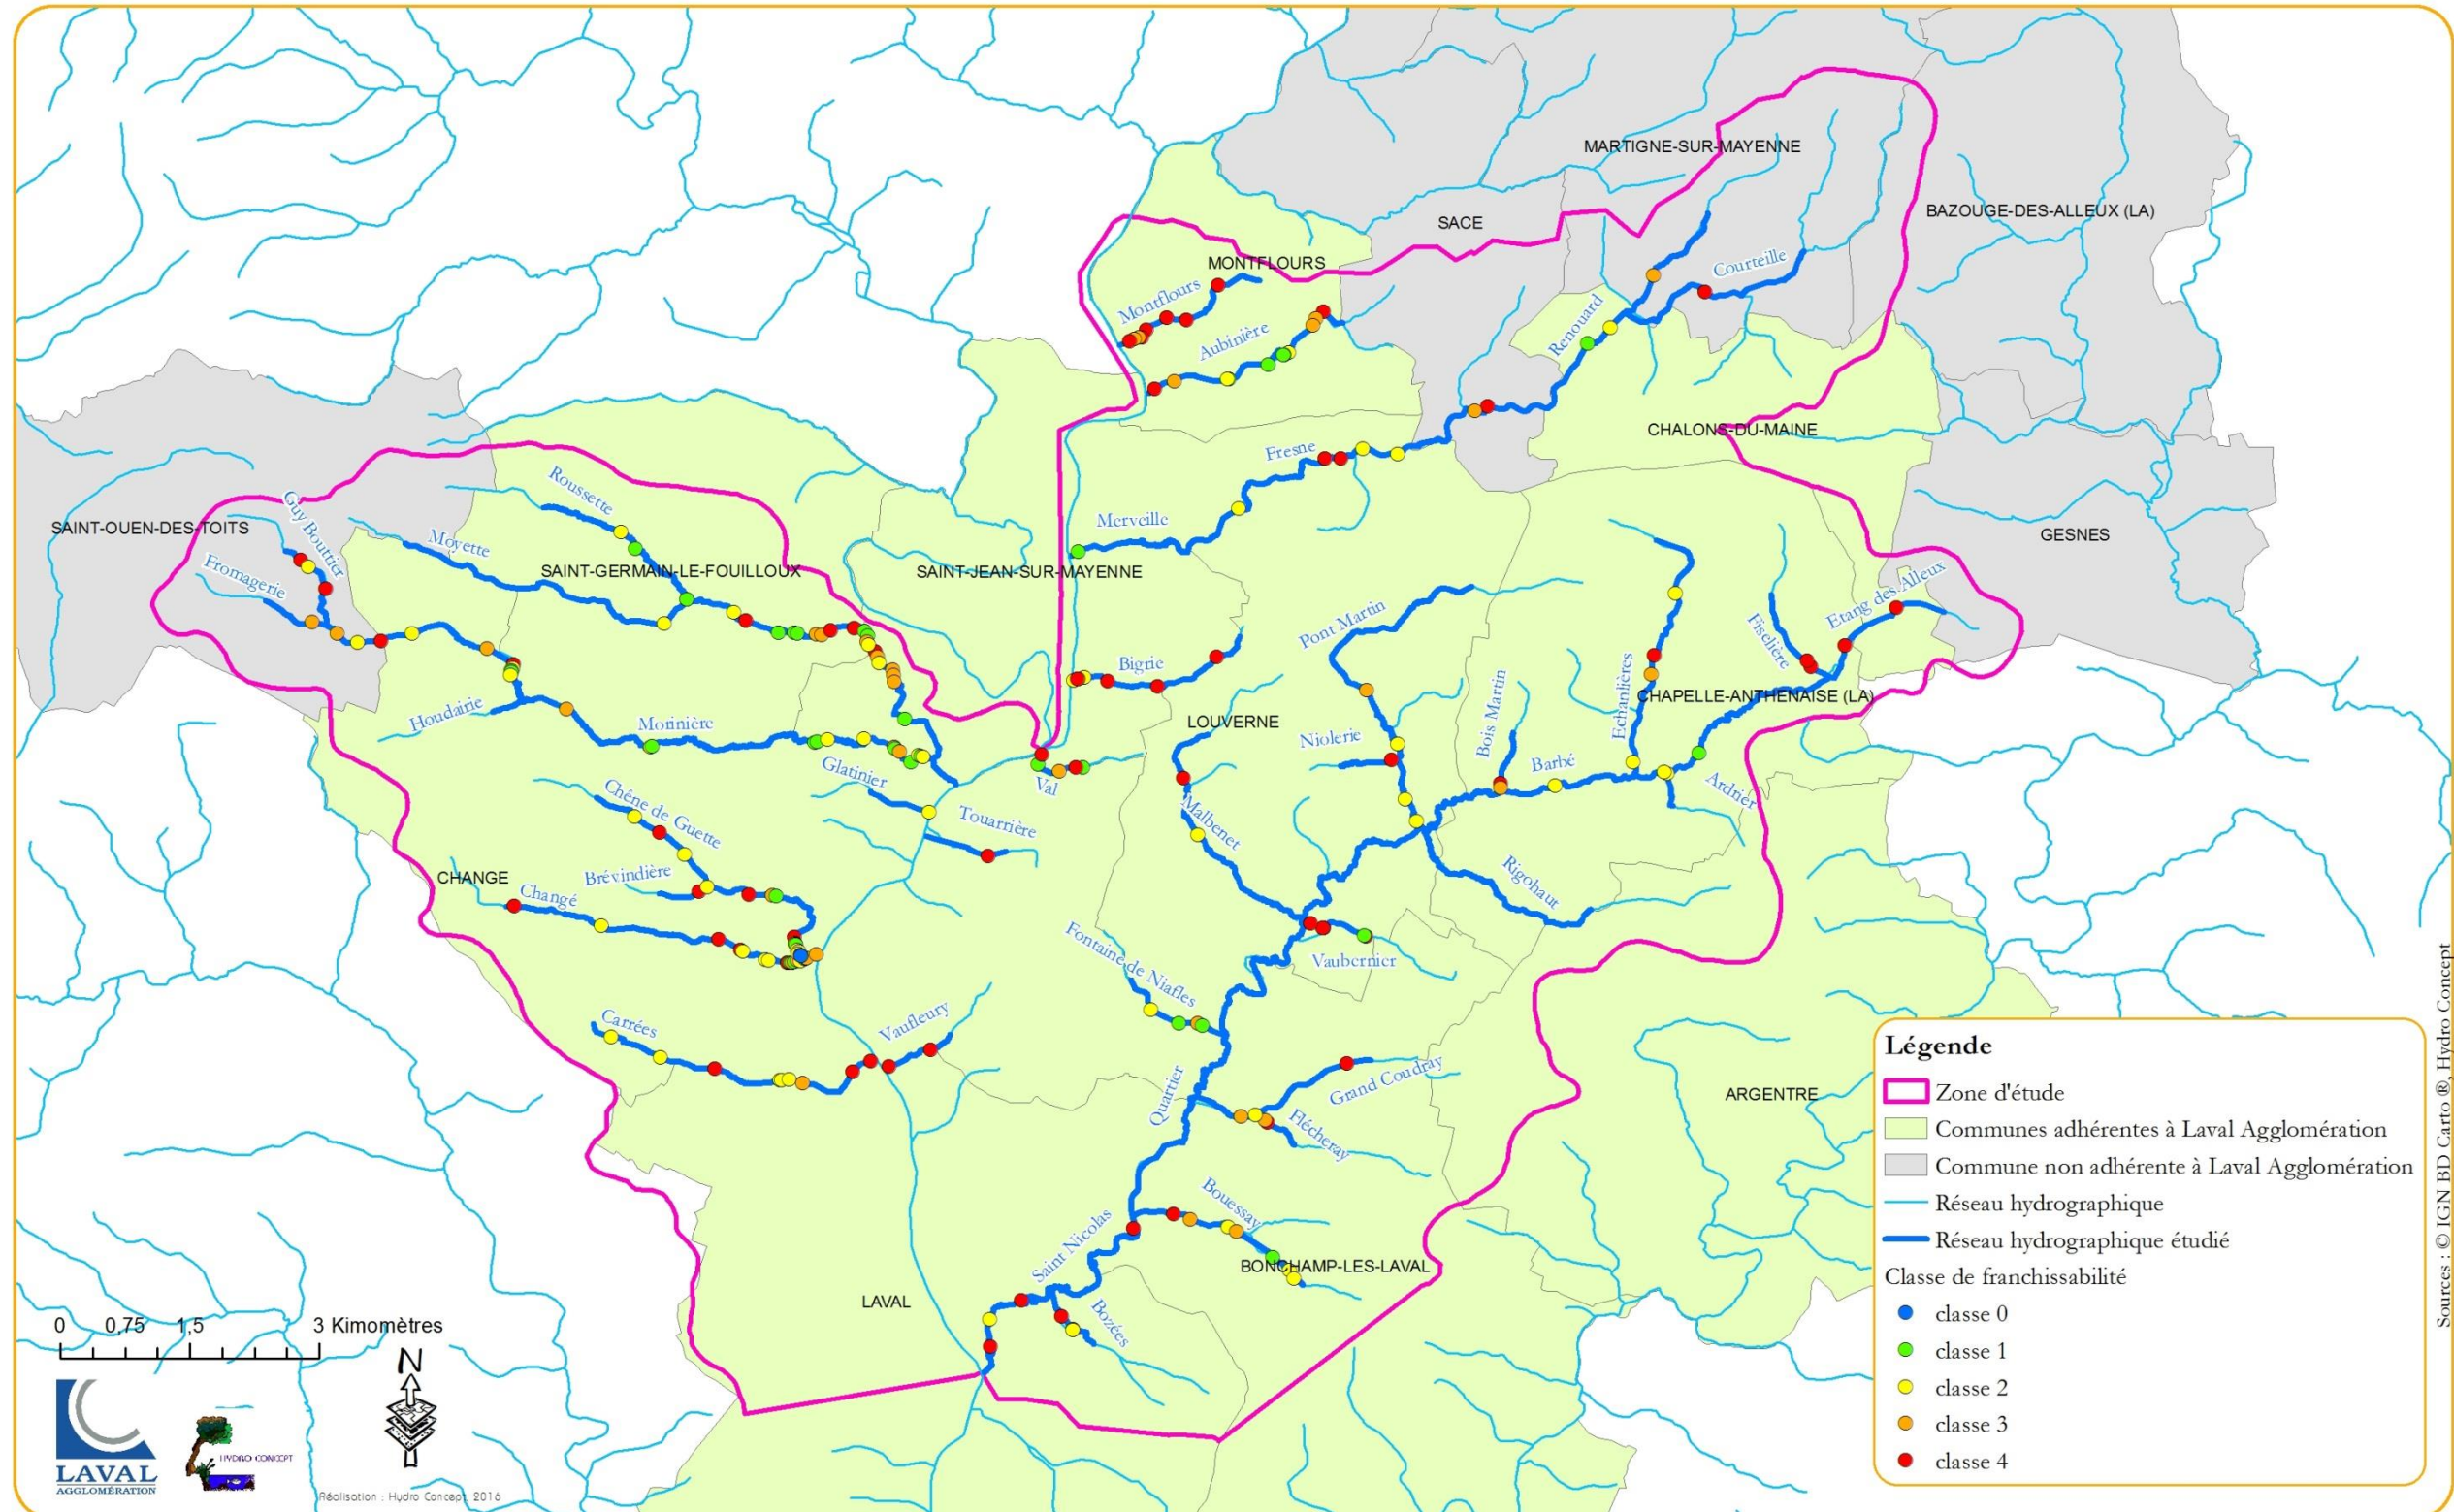 MARTIGNE-SUR-MAYENNE
BAZOUGE-DES-ALLEUX (LA)
SACE
MONTFLOURS
Courteille
Montflours
Renouard
Aubinière
CHALONS-DU-MAINE
Fresne
Roussette
Guy Bouttier
SAINT-OUEN-DES-TOITS
Merveille
GESNES
Moyette
Fromagerie
SAINT-GERMAIN-LE-FOUILLOUX
SAINT-JEAN-SUR-MAYENNE
Etang des Alleux
Pont Martin
Fiselière
Bigrie
Echanlières
CHAPELLE-ANTHENAISE (LA)
Bois Martin
Houdairie
Morinière
LOUVERNE
Niolerie
Barbé
Glatinier
Val
Ardrier
Chêne de Guette
Touarrière
Malbenet
Brévindière
CHANGE
Changé
Rigohaut
Fontaine de Niafles
Vaubernier
Carrées
Vaufleury
Quartier
Grand Coudray
Flécheray
ARGENTRE
Bouessay
Saint Nicolas
BONCHAMP-LES-LAVAL
LAVAL
Bozées
0 0,75 1,5 3 Kimomètres
N
LAVAL
AGGLOMÉRATION
HYDRO CONCEPT
Réalisation : Hydro Concept 2016
Légende
Zone d'étude
Communes adhérentes à Laval Agglomération
Commune non adhérente à Laval Agglomération
Réseau hydrographique
Réseau hydrographique étudié
Classe de franchissabilité
classe 0
classe 1
classe 2
classe 3
classe 4
Sources : © IGN BD Carto ®, Hydro Concept